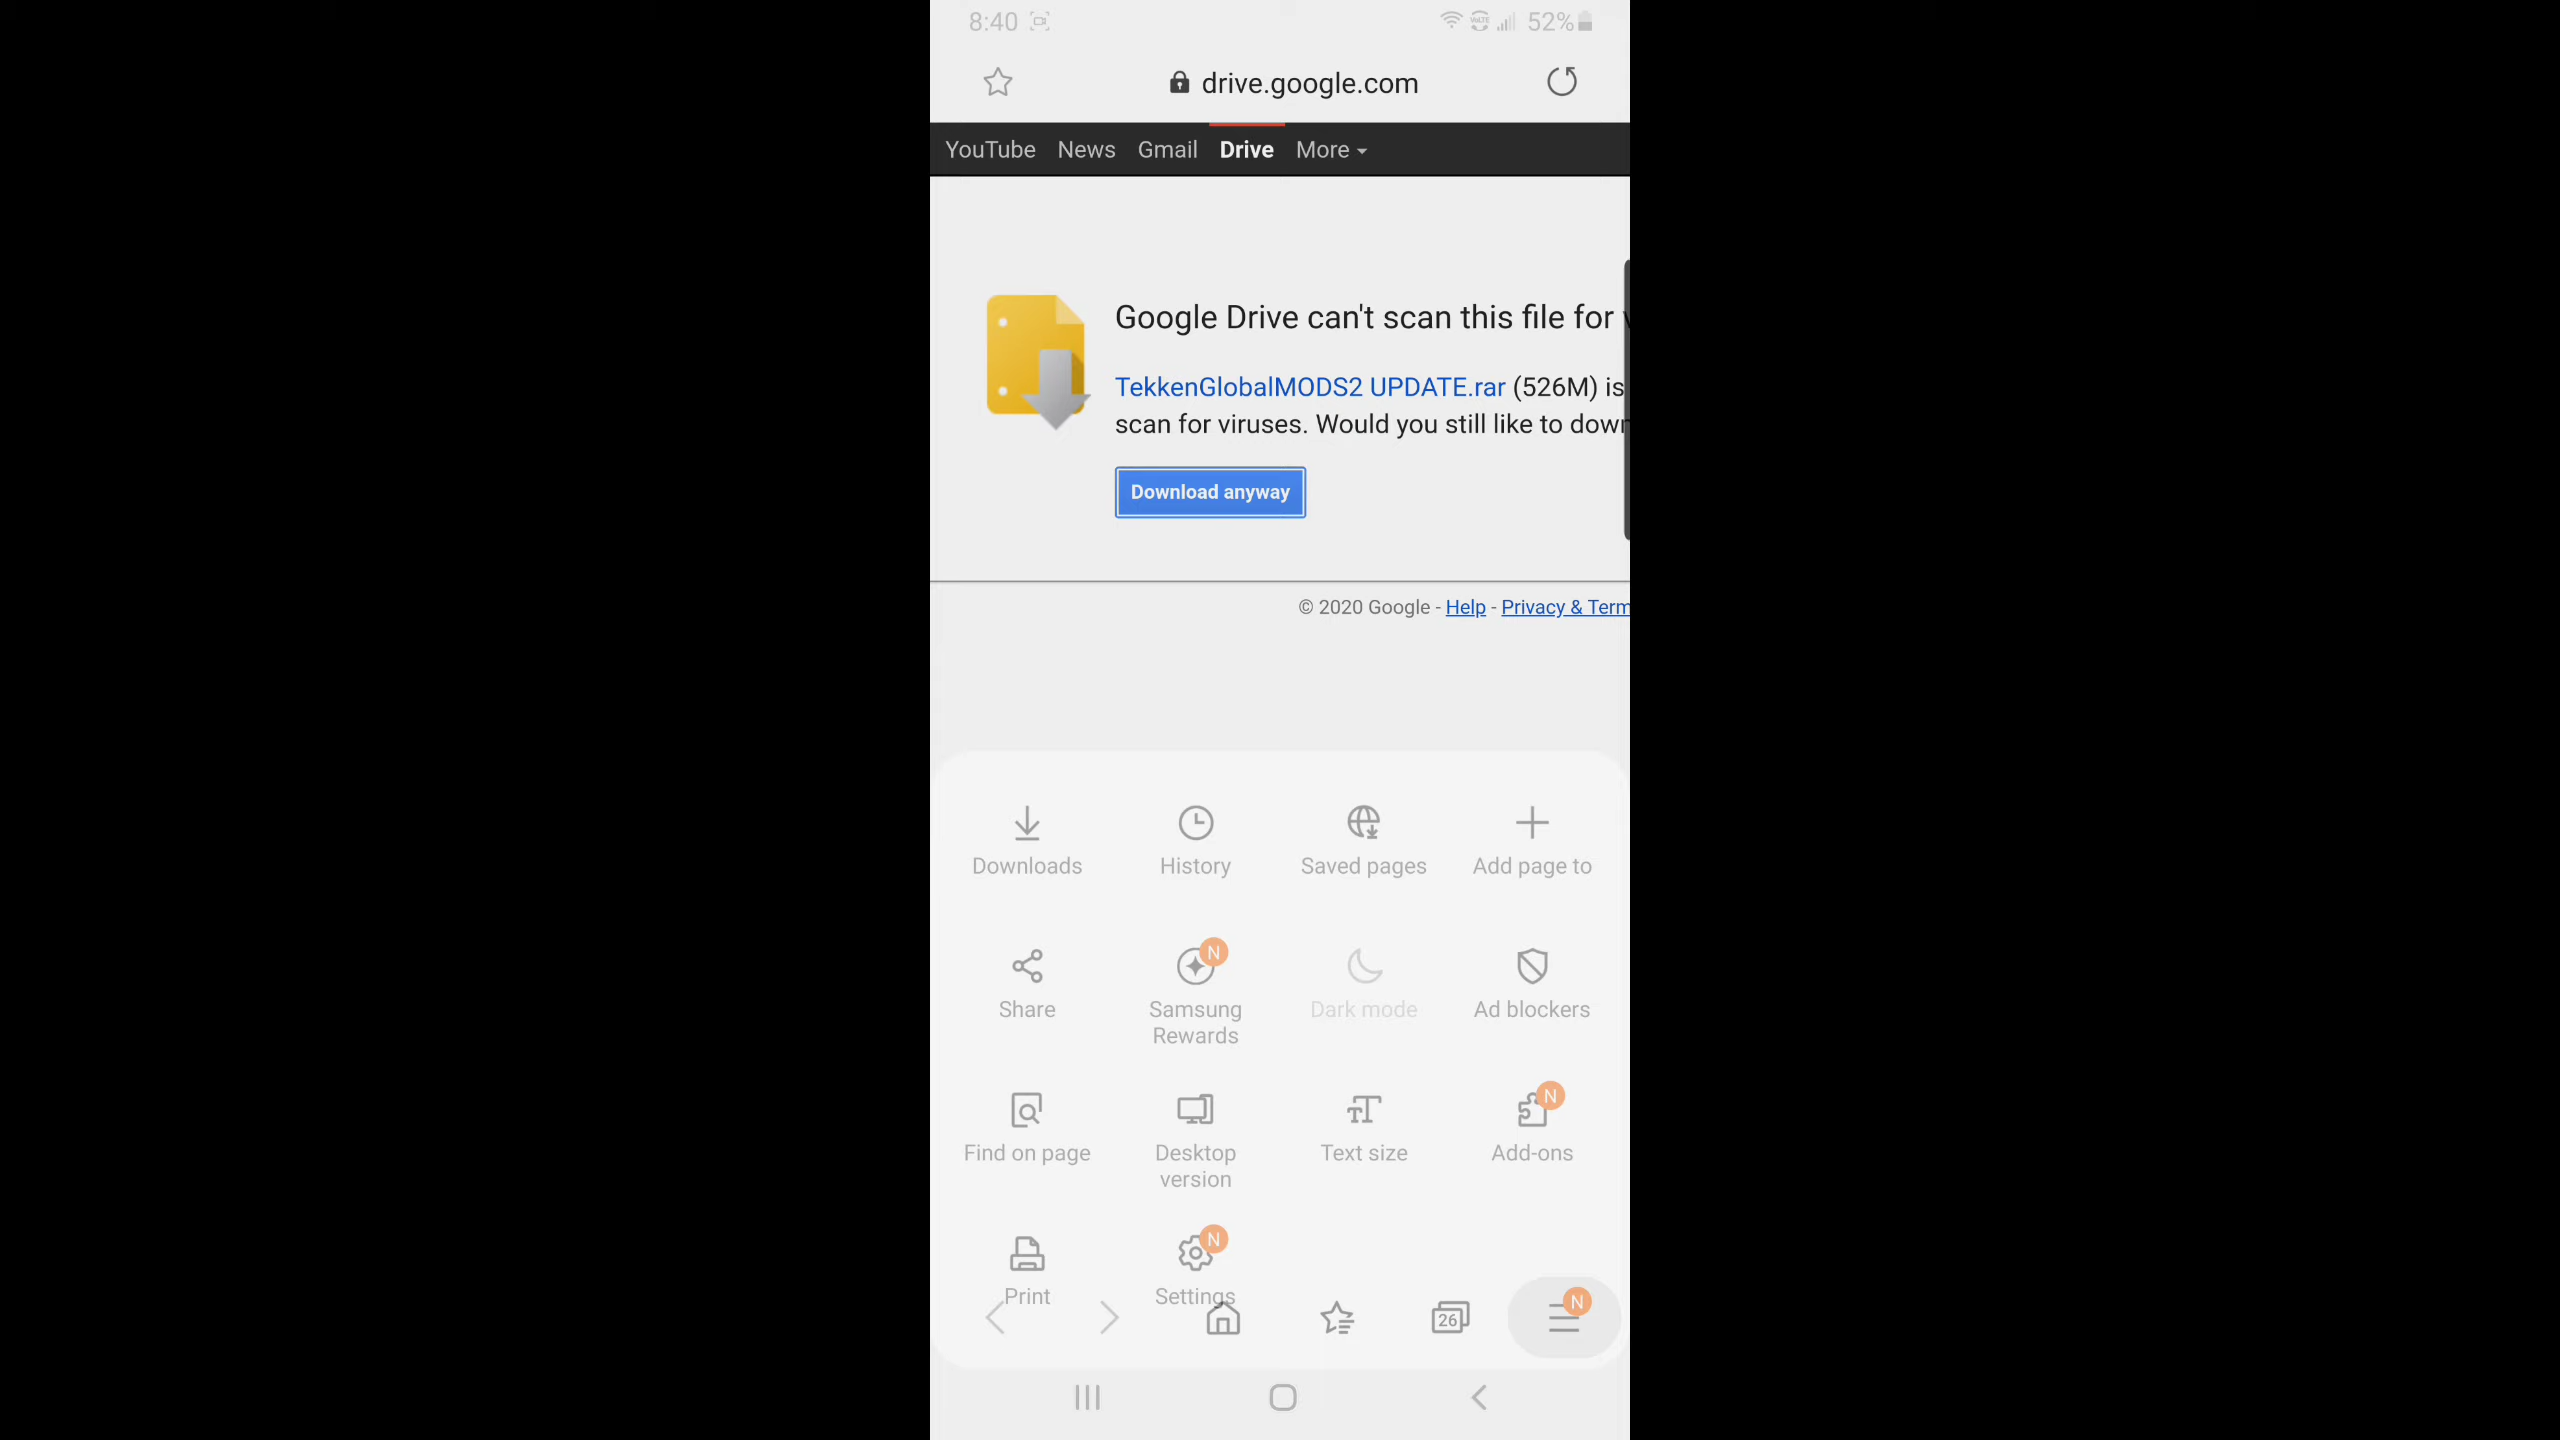 8:40
VoLTE
52%
drive.google.com
YouTube News Gmail Drive More
Google Drive can't scan this file for
TekkenGlobalMODS2 UPDATE.rar (526M) is
scan for viruses. Would you still like to down
Download anyway
© 2020 Google - Help - Privacy & Term
Downloads History Saved pages Add page to
N
Share Samsung Rewards Dark mode Ad blockers
N
Find on page Desktop version Text size Add-ons
N
Print Settings
26
N